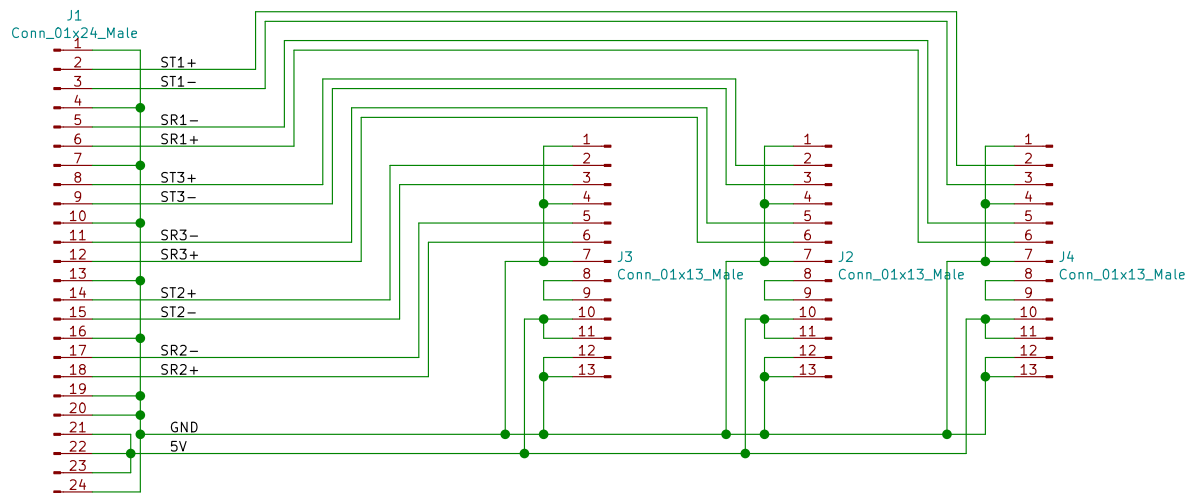 J1
Conn_01x24_Male
1
2
3
4
5
6
7
8
9
10
11
12
13
14
15
16
17
18
19
20
21
22
23
24
ST1+
ST1-
SR1-
SR1+
ST3+
ST3-
SR3-
SR3+
ST2+
ST2-
SR2-
SR2+
GND
5V
1
2
3
4
5
6
7
8
9
10
11
12
13
J3
Conn_01x13_Male
1
2
3
4
5
6
7
8
9
10
11
12
13
J2
Conn_01x13_Male
1
2
3
4
5
6
7
8
9
10
11
12
13
J4
Conn_01x13_Male